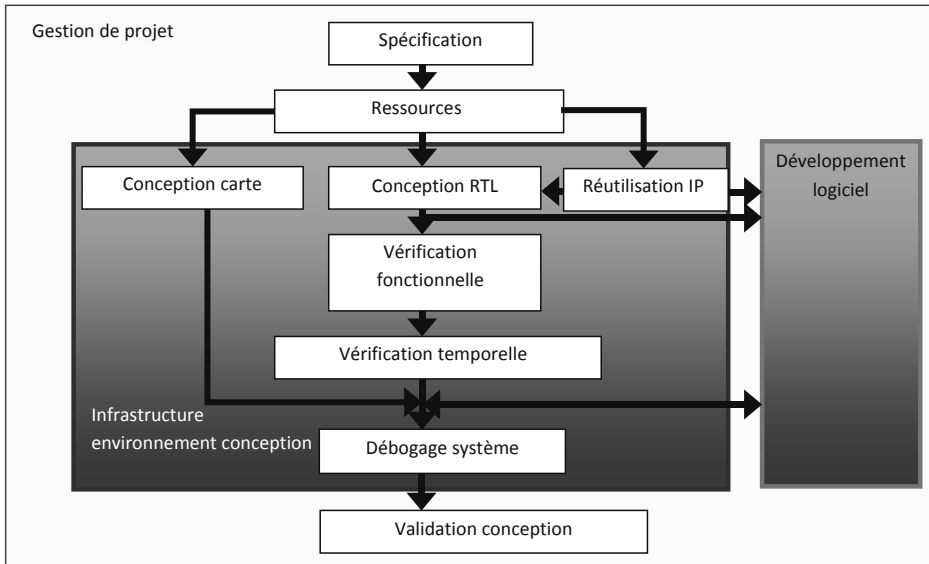 Gestion de projet
Spécification
Ressources
Développement
logiciel
Conception carte
Conception RTL
Réutilisation IP
Vérification
fonctionnelle
Vérification temporelle
Infrastructure
environnement conception
Débogage système
Validation conception